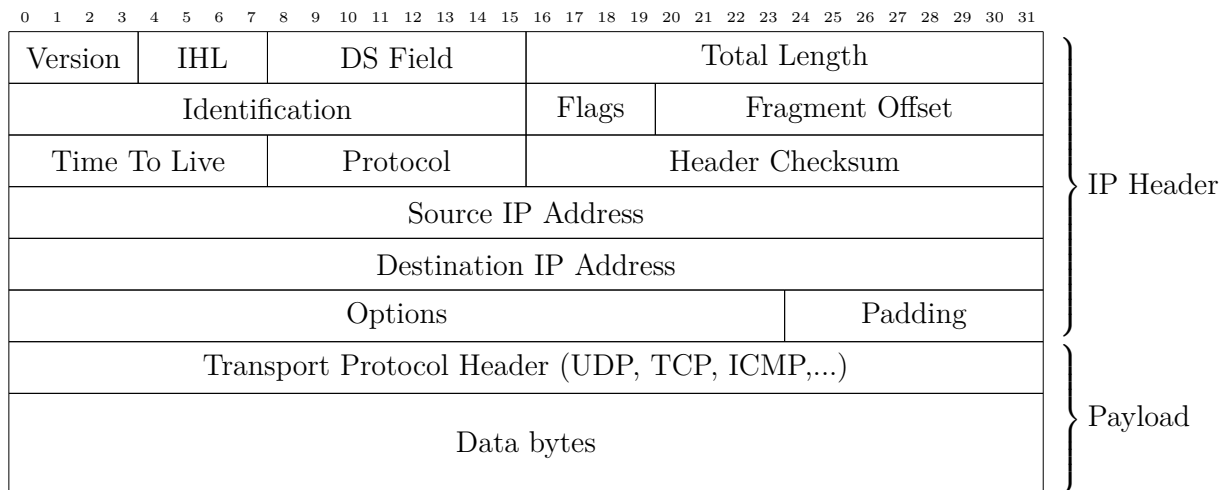 0 1 2 3 4 5 6 7 8 9 10 11 12 13 14 15 16 17 18 19 20 21 22 23 24 25 26 27 28 29 30 31
Version IHL DS Field Total Length
Identification Flags Fragment Offset
Time To Live Protocol Header Checksum
IP Header
Source IP Address
Destination IP Address
Options Padding
Transport Protocol Header (UDP, TCP, ICMP,...)
Payload
Data bytes